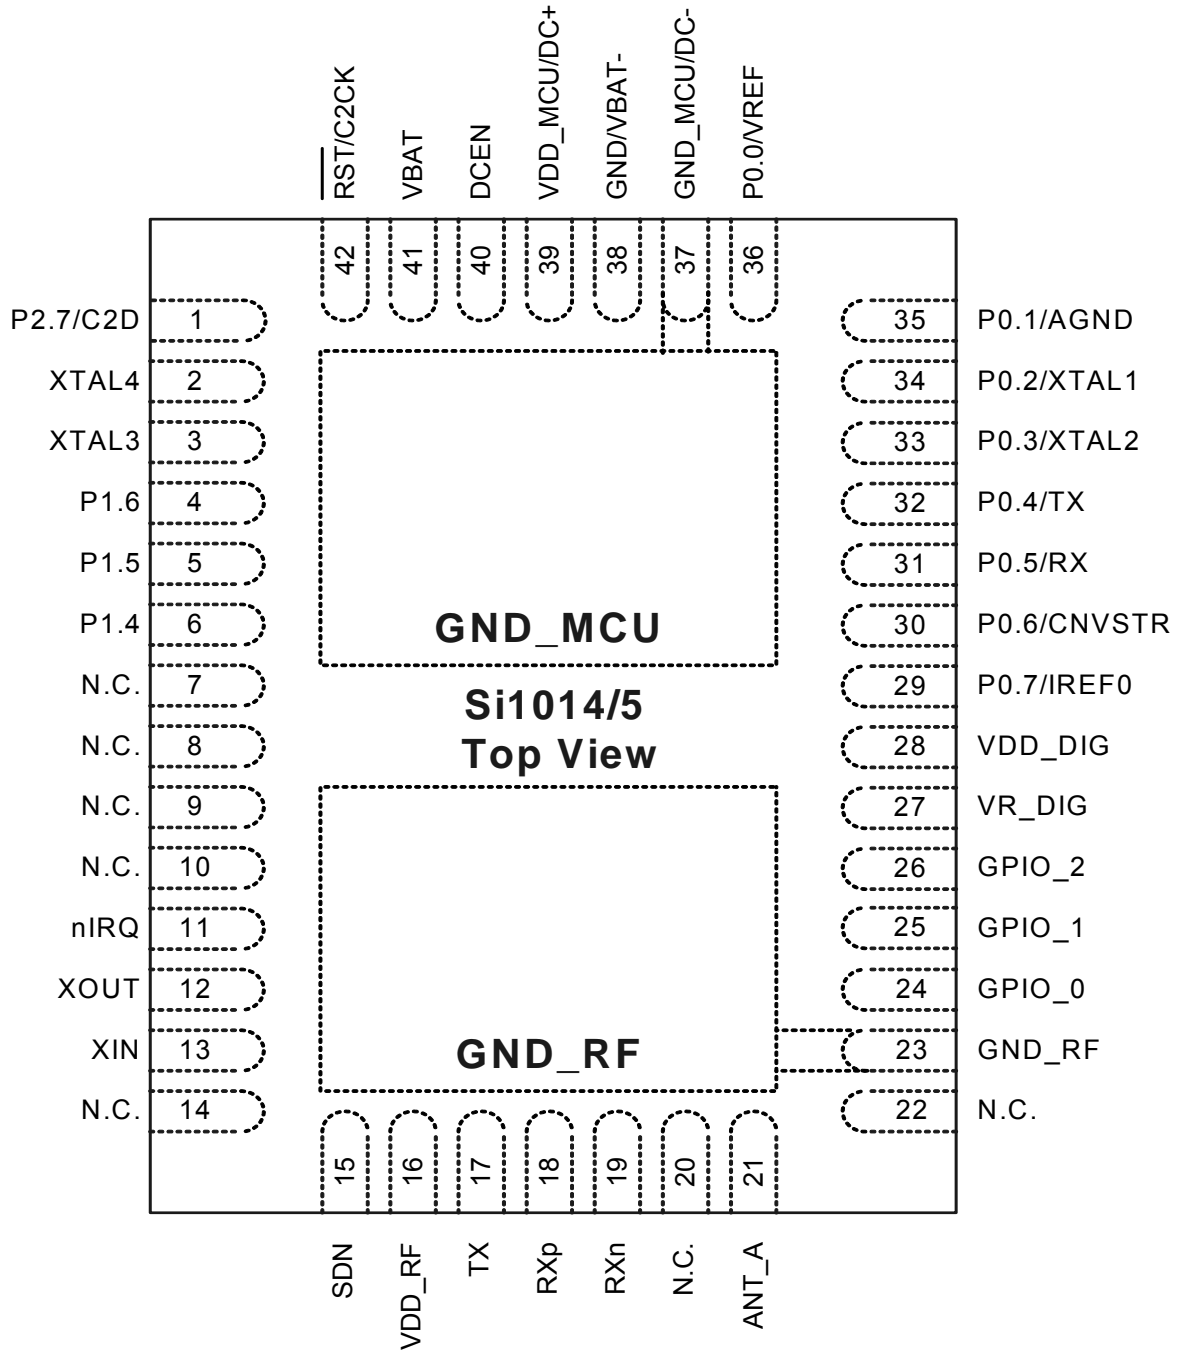 RST/C2CK
VBAT
DCEN
VDD_MCU/DC+
GND/VBAT-
GND_MCU/DC-
P0.0/VREF
42
41
40
39
38
37
36
P2.7/C2D 1
XTAL4 2
XTAL3 3
P1.6 4
P1.5 5
P1.4 6
N.C. 7
N.C. 8
N.C. 9
N.C. 10
nIRQ 11
XOUT 12
XIN 13
N.C. 14
GND_MCU
Si1014/5
Top View
GND_RF
35 P0.1/AGND
34 P0.2/XTAL1
33 P0.3/XTAL2
32 P0.4/TX
31 P0.5/RX
30 P0.6/CNVSTR
29 P0.7/IREF0
28 VDD_DIG
27 VR_DIG
26 GPIO_2
25 GPIO_1
24 GPIO_0
23 GND_RF
22 N.C.
15
16
17
18
19
20
21
SDN
VDD_RF
TX
RXp
RXn
N.C.
ANT_A